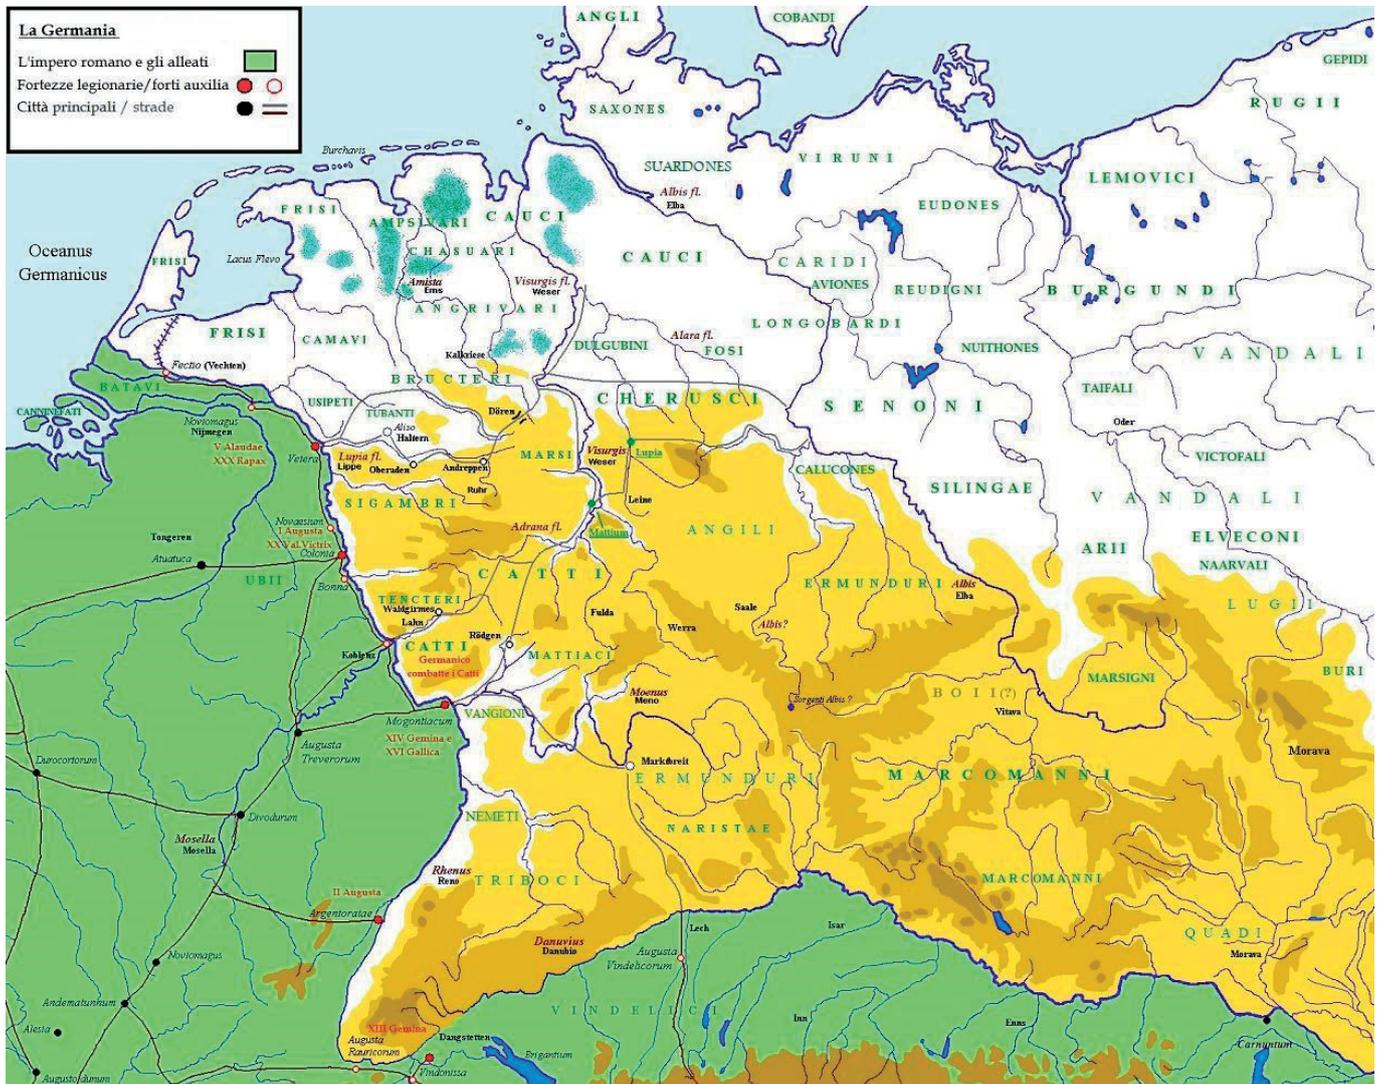 La Germania
L'impero romano e gli alleati
Fortezze legionarie/forti auxilia
Città principali / strade
ANGLI
COBANDI
GEPIDI
RUGII
SAXONES
Burchavis
SUARDONES
VIRUNI
LEMOVICI
Albis fl.
Elba
FRISI
AMPSIVARI
CAUCI
EUDONES
Oceanus
Germanicus
Lacus Flevo
FRISI
CHASUARI
CAUCI
CARIDI
Amista
Ems
Visurgis fl.
Weser
AVIONES
REUDIGNI
BURGUNDI
ANGRIVARI
FRISI
CAMAVI
Alara fl.
LONGOBARDI
DULGUBINI
FOSI
NUITHONES
VANDALI
Kalkriese
Fectio (Vechten)
BATAVI
BRUCTERI
TAIFALI
CANNINEFATI
USIPETI
TUBANTI
CHERUSCI
SENONI
Noviomagus
Nijmegen
Dören
Aliso
Haltern
Oder
V Alaudae
XXX Rapax
Vetera
Lupia fl.
Lippe
Oberaden
Andreppen
MARSI
Visurgis
Weser
Lupia
CALUCONES
VICTOFALI
Ruhr
SIGAMBRI
Leine
SILINGAE
VANDALI
Novaesium
I Augusta
XX Val.Victrix
Colonia
Adrana fl.
Mattium
ANGILI
ELVECONI
ARII
NAARVALI
Tongeren
Atuatuca
UBII
Bonna
CATTI
ERMUNDURI
Albis
Elba
TENCTERI
Waldgirmes
Lahn
Fulda
Saale
Albis?
LUGII
Werra
Rödgen
Koblenz
CATTI
Germanico
combatte i Catti
MATTIACI
MARSIGNI
BURI
Moenus
Meno
Sorgenti Albis ?
BOII(?)
Vitava
Mogontiacum
VANGIONI
XIV Gemina e
XVI Gallica
Augusta
Treverorum
Morava
Durocortorum
Marktbreit
ERMUNDURI
MARCOMANNI
Divodurum
NEMETI
NARISTAE
Mosella
Mosella
Rhenus
Reno
TRIBOCI
MARCOMANNI
II Augusta
Argentoratae
Danuvius
Danubio
Lech
Isar
QUADI
Morava
Noviomagus
Augusta
Vindelicorum
Andematunnum
VINDELICI
Inn
Enns
Alesia
XIII Gemina
Augusta
Rauricorum
Dangstetten
Brigantium
Carnuntum
Vindonissa
Augustodunum